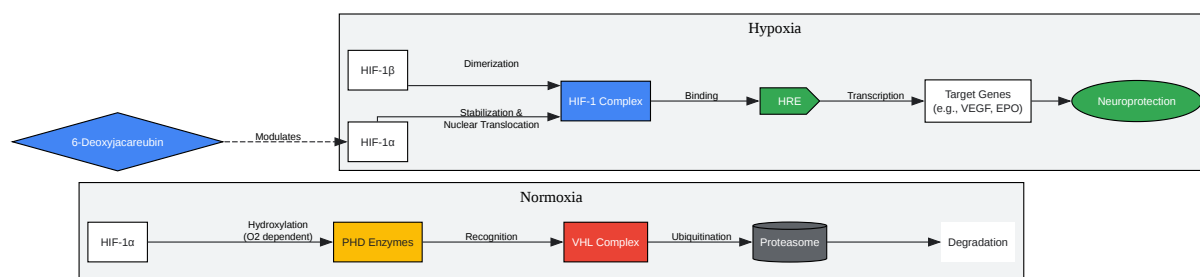 Hypoxia
HIF-1β
Dimerization
HIF-1 Complex
Binding
HRE
Transcription
Target Genes
(e.g., VEGF, EPO)
Neuroprotection
Stabilization &
Nuclear Translocation
6-Deoxyjacareubin
Modulates
HIF-1α
Normoxia
HIF-1α
Hydroxylation
(O2 dependent)
PHD Enzymes
Recognition
VHL Complex
Ubiquitination
Proteasome
Degradation